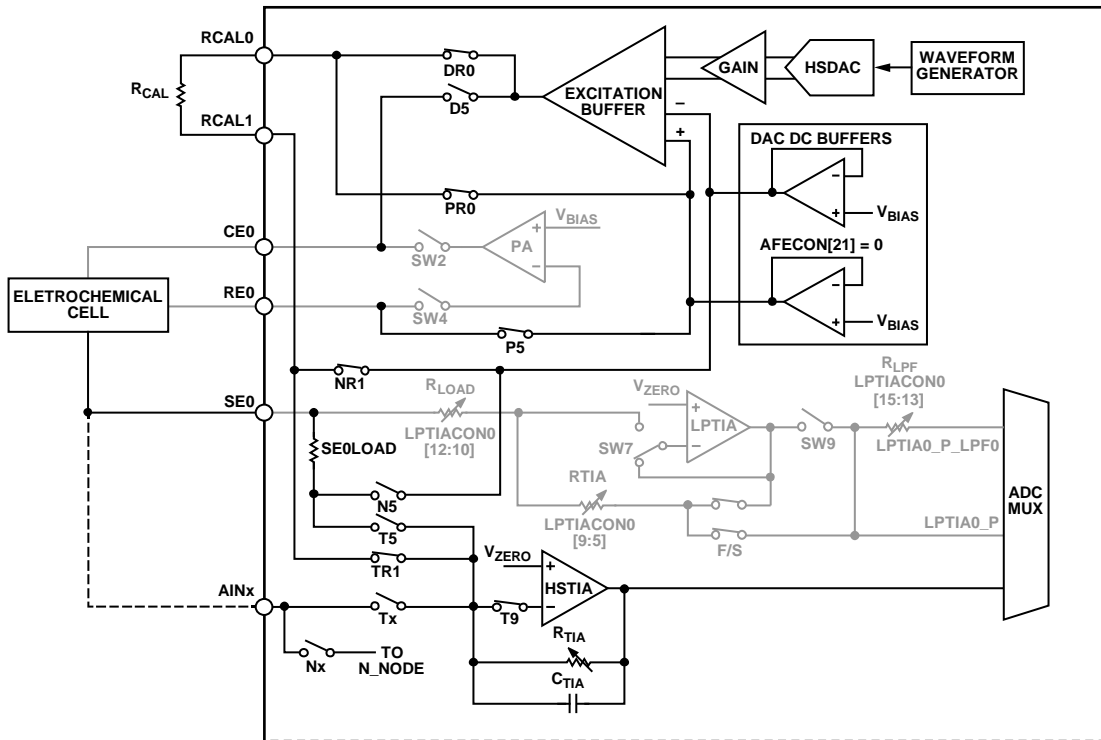 RCAL0
DR0
GAIN
HSDAC
WAVEFORM
GENERATOR
RCAL
D5
EXCITATION
BUFFER
–
+
RCAL1
DAC DC BUFFERS
–
+
VBIAS
PR0
CE0
SW2
PA
VBIAS
+
–
AFECON[21] = 0
–
+
VBIAS
ELETROCHEMICAL
CELL
RE0
SW4
P5
NR1
SE0
RLOAD
LPTIACON0
[12:10]
VZERO
+
–
LPTIA
SW7
SW9
RLPF
LPTIACON0
[15:13]
LPTIA0_P_LPF0
SE0LOAD
N5
RTIA
LPTIACON0
[9:5]
F/S
LPTIA0_P
ADC
MUX
T5
TR1
VZERO
+
–
HSTIA
AINx
Tx
T9
RTIA
CTIA
Nx
TO
N_NODE